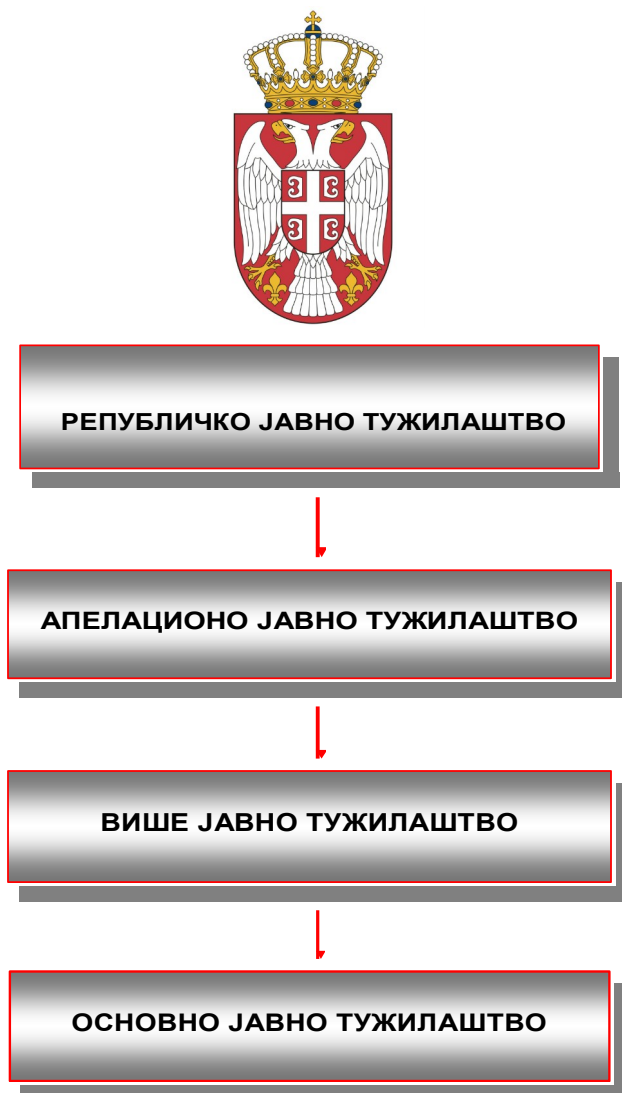 РЕПУБЛИЧКО ЈАВНО ТУЖИЛАШТВО
АПЕЛАЦИОНО ЈАВНО ТУЖИЛАШТВО
ВИШЕ ЈАВНО ТУЖИЛАШТВО
ОСНОВНО ЈАВНО ТУЖИЛАШТВО